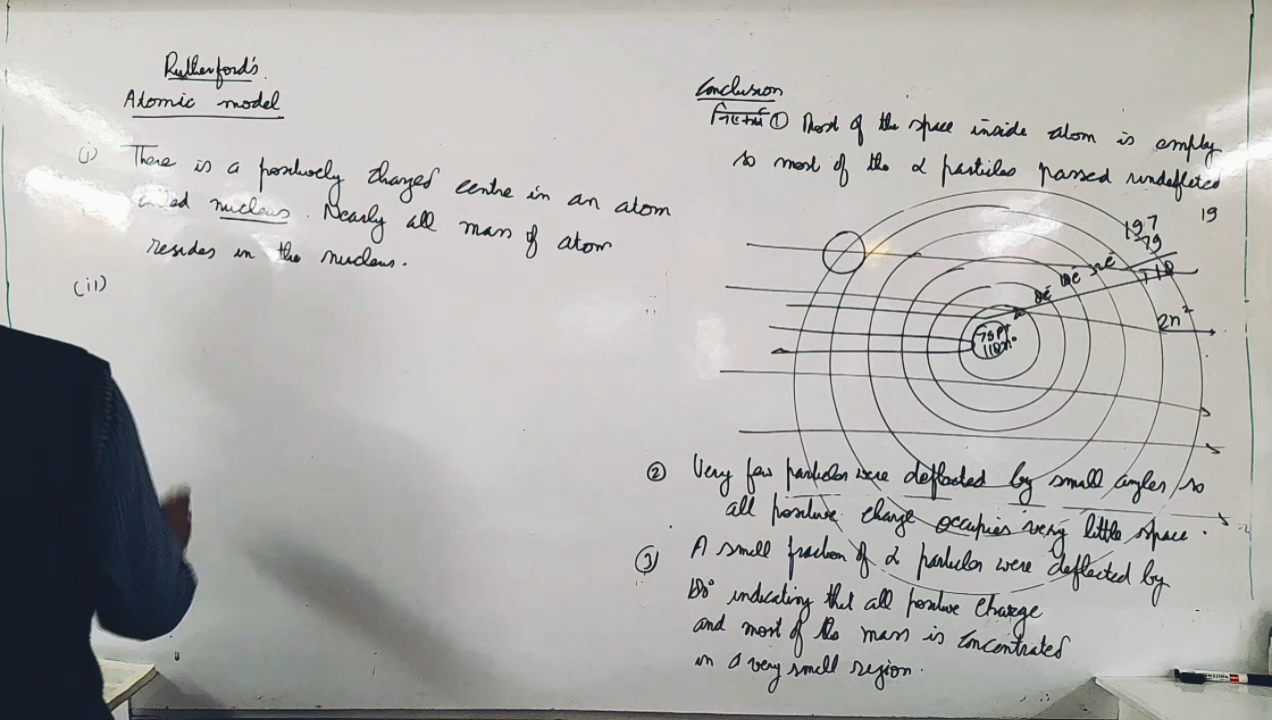 Rutherford's
Atomic model
(i) There is a positively charged centre in an atom
called nucleus. Nearly all mass of atom
resides in the nucleus.
(ii)
Conclusion
① Most of the space inside atom is empty
so most of the α particles passed undeflected
19
197
79
118
2n²
79P⁺
118n°
② Very few particles were deflected by small angles so
all positive charge occupies very little space.
③ A small fraction of α particles were deflected by
180° indicating that all positive charge
and most of the mass is concentrated
in a very small region.